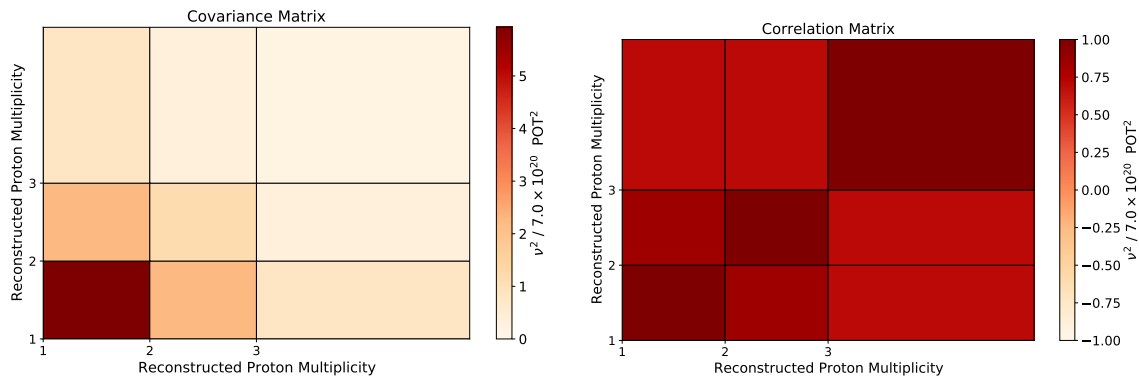 Covariance Matrix
Reconstructed Proton Multiplicity
3
2
1
1 2 3
Reconstructed Proton Multiplicity
5
4
3
2
1
0
ν² / 7.0 × 10²⁰ POT²
Correlation Matrix
Reconstructed Proton Multiplicity
3
2
1
1 2 3
Reconstructed Proton Multiplicity
1.00
0.75
0.50
0.25
0.00
−0.25
−0.50
−0.75
−1.00
ν² / 7.0 × 10²⁰ POT²